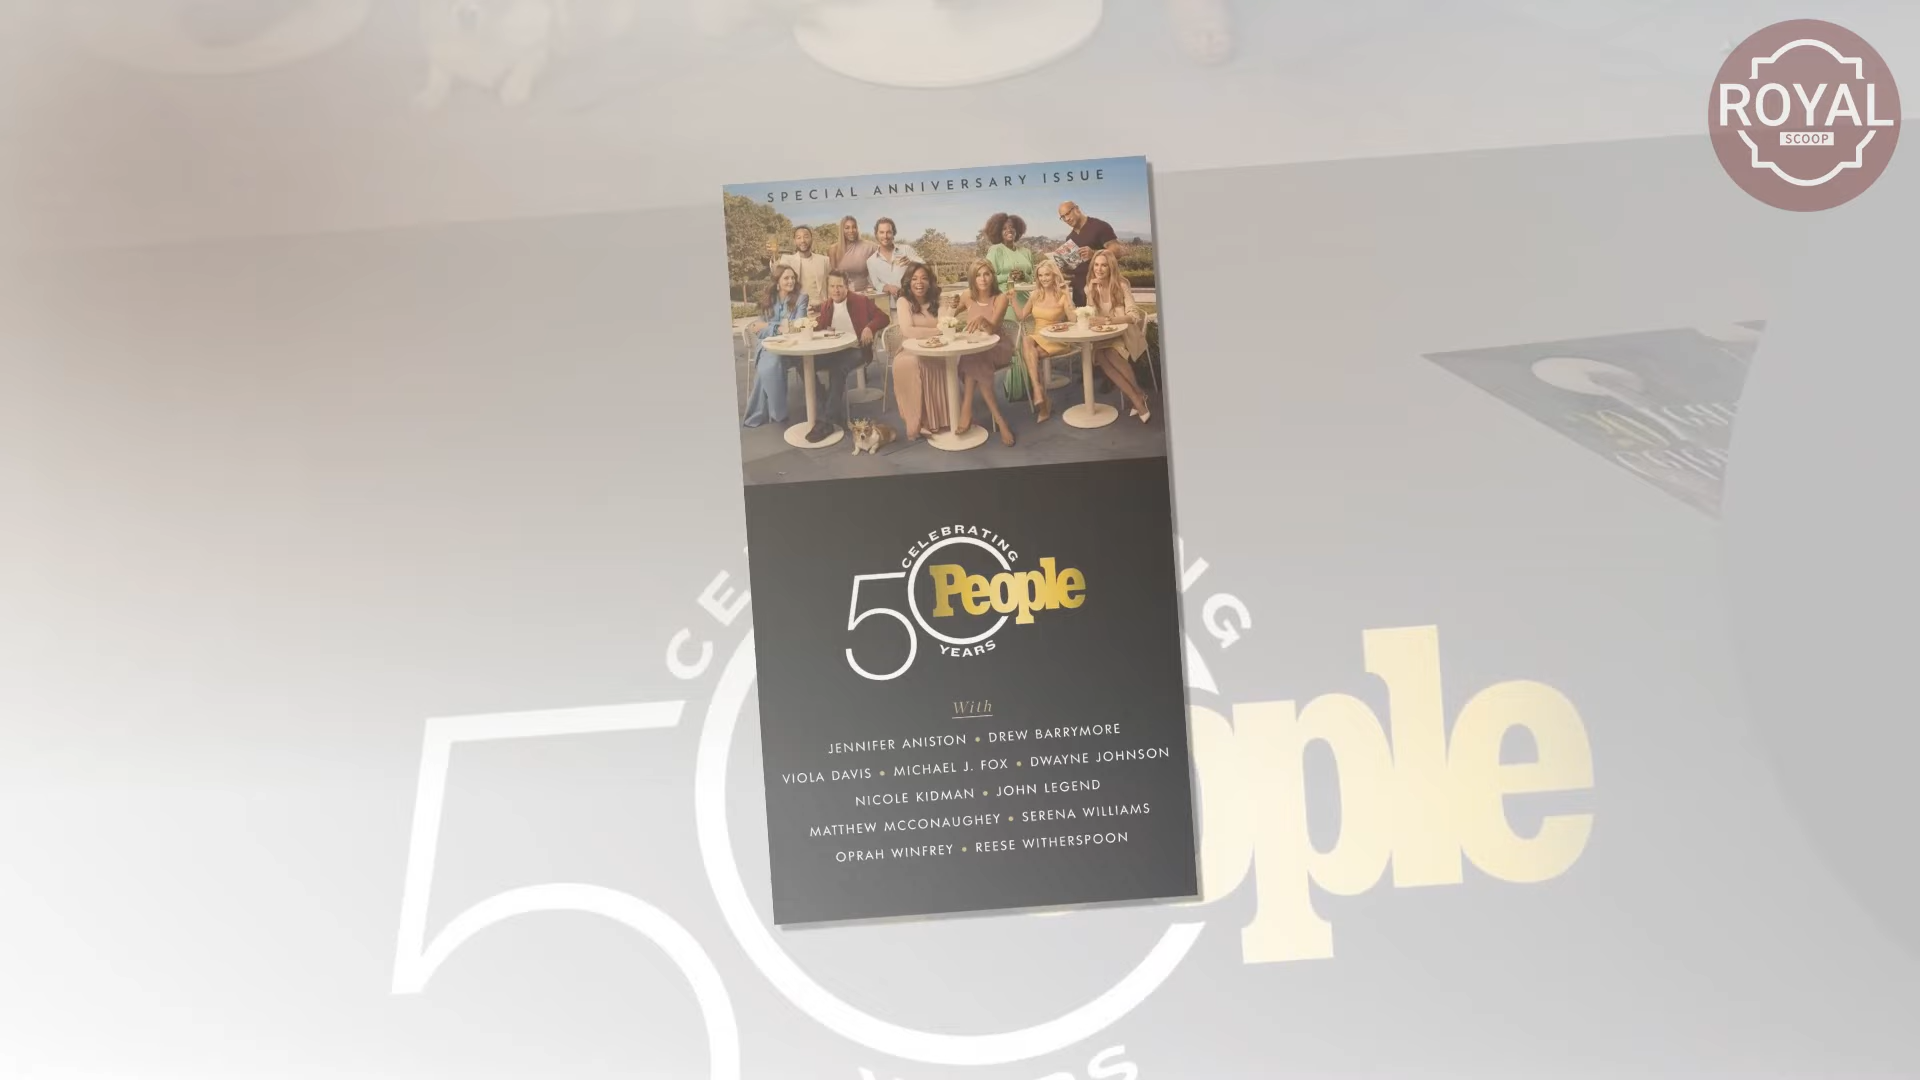 ROYAL
SCOOP
SPECIAL ANNIVERSARY ISSUE
CELEBRATING
50 People
YEARS
With
JENNIFER ANISTON • DREW BARRYMORE
VIOLA DAVIS • MICHAEL J. FOX • DWAYNE JOHNSON
NICOLE KIDMAN • JOHN LEGEND
MATTHEW MCCONAUGHEY • SERENA WILLIAMS
OPRAH WINFREY • REESE WITHERSPOON